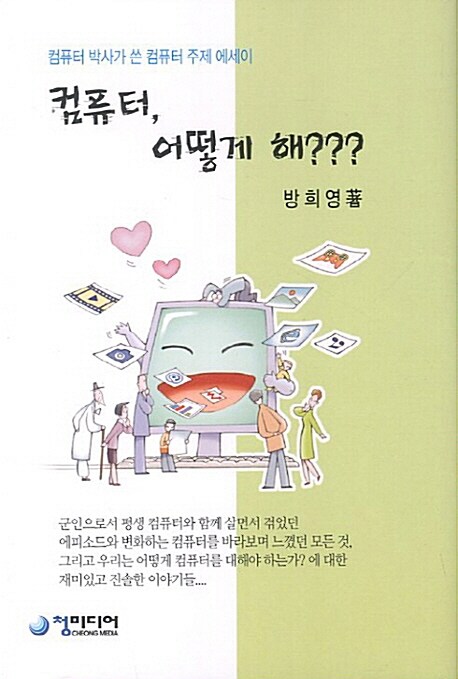 컴퓨터 박사가 쓴 컴퓨터 주제 에세이
컴퓨터,
어떻게 해???
방희영著
군인으로서 평생 컴퓨터와 함께 살면서 겪었던
에피소드와 변화하는 컴퓨터를 바라보며 느꼈던 모든 것,
그리고 우리는 어떻게 컴퓨터를 대해야 하는가? 에 대한
재미있고 진솔한 이야기들....
청미디어
CHEONG MEDIA